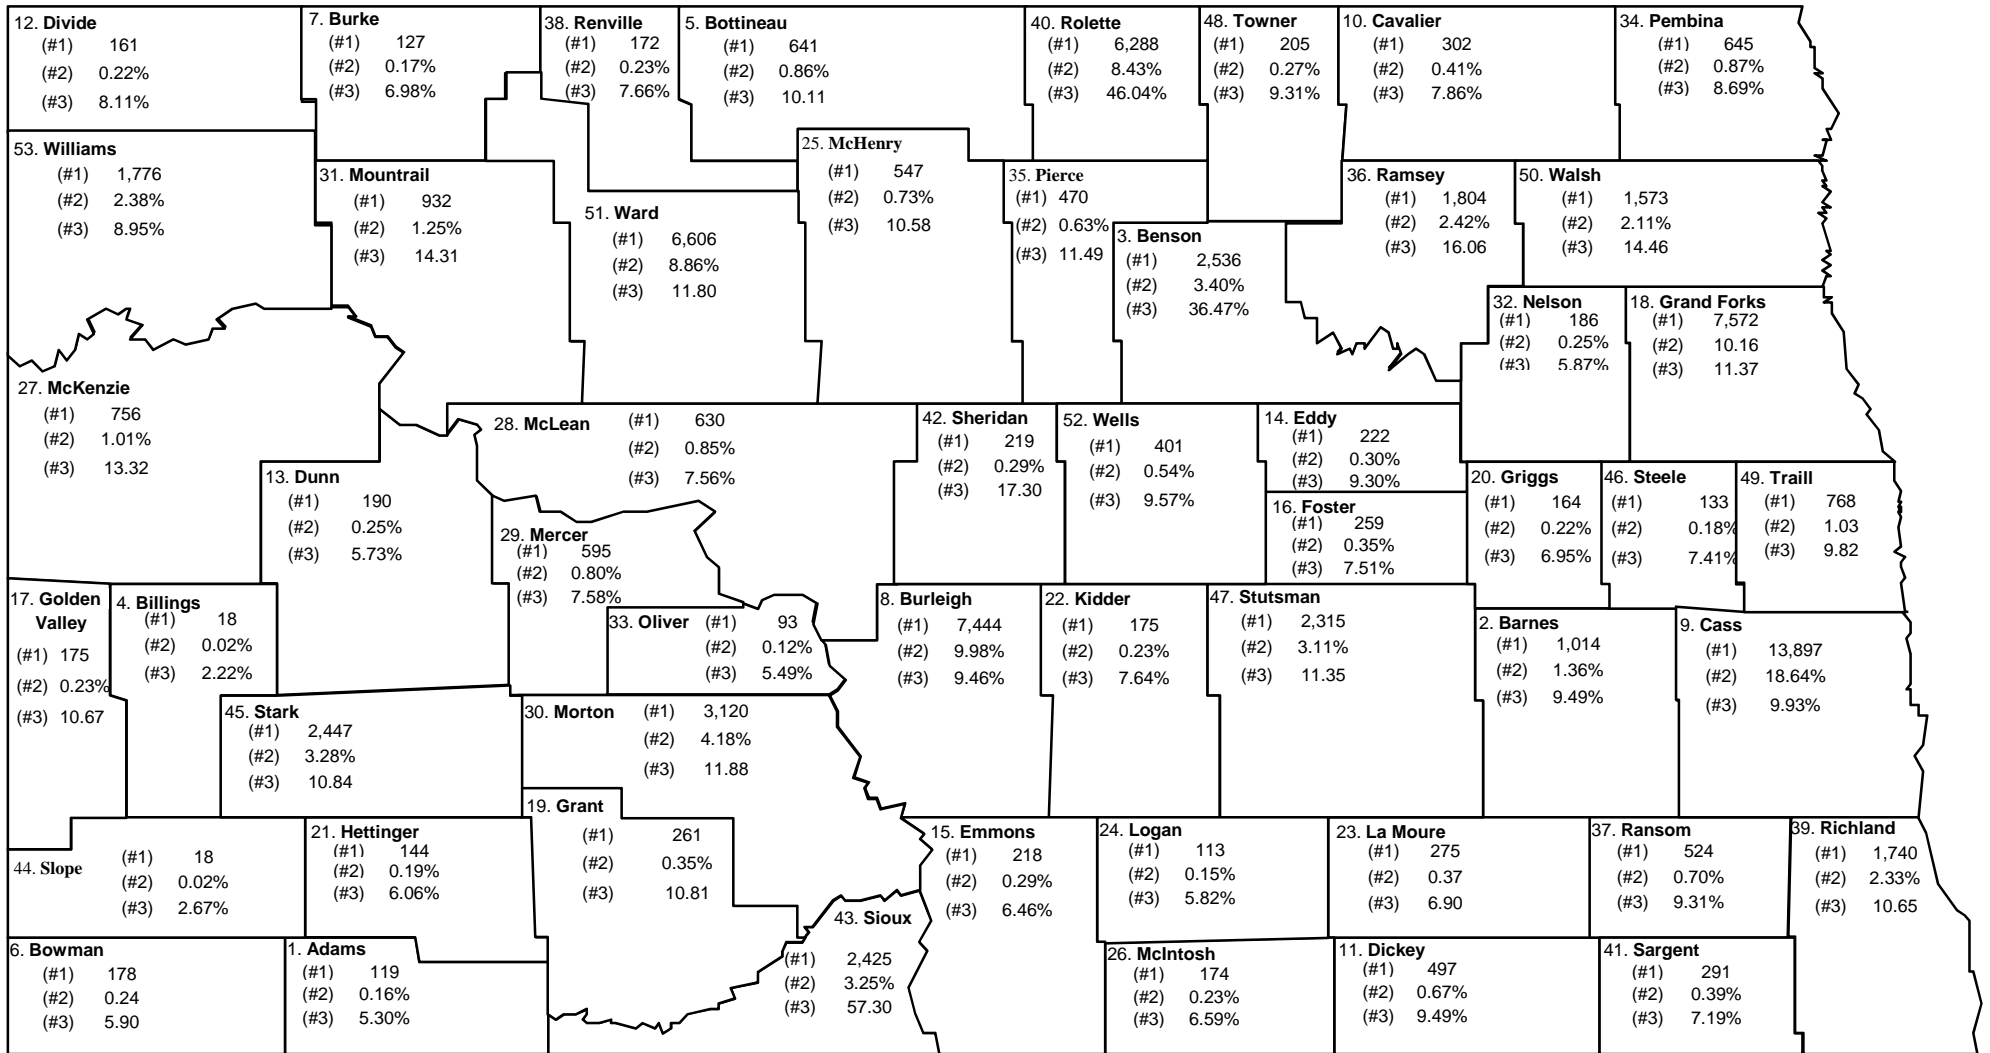 12. Divide
(#1) 161
(#2) 0.22%
(#3) 8.11%
7. Burke
(#1) 127
(#2) 0.17%
(#3) 6.98%
38. Renville
(#1) 172
(#2) 0.23%
(#3) 7.66%
5. Bottineau
(#1) 641
(#2) 0.86%
(#3) 10.11
40. Rolette
(#1) 6,288
(#2) 8.43%
(#3) 46.04%
48. Towner
(#1) 205
(#2) 0.27%
(#3) 9.31%
10. Cavalier
(#1) 302
(#2) 0.41%
(#3) 7.86%
34. Pembina
(#1) 645
(#2) 0.87%
(#3) 8.69%
53. Williams
(#1) 1,776
(#2) 2.38%
(#3) 8.95%
31. Mountrail
(#1) 932
(#2) 1.25%
(#3) 14.31
51. Ward
(#1) 6,606
(#2) 8.86%
(#3) 11.80
25. McHenry
(#1) 547
(#2) 0.73%
(#3) 10.58
35. Pierce
(#1) 470
(#2) 0.63%
(#3) 11.49
3. Benson
(#1) 2,536
(#2) 3.40%
(#3) 36.47%
36. Ramsey
(#1) 1,804
(#2) 2.42%
(#3) 16.06
50. Walsh
(#1) 1,573
(#2) 2.11%
(#3) 14.46
32. Nelson
(#1) 186
(#2) 0.25%
(#3) 5.87%
18. Grand Forks
(#1) 7,572
(#2) 10.16
(#3) 11.37
27. McKenzie
(#1) 756
(#2) 1.01%
(#3) 13.32
13. Dunn
(#1) 190
(#2) 0.25%
(#3) 5.73%
28. McLean (#1) 630
(#2) 0.85%
(#3) 7.56%
29. Mercer
(#1) 595
(#2) 0.80%
(#3) 7.58%
42. Sheridan
(#1) 219
(#2) 0.29%
(#3) 17.30
52. Wells
(#1) 401
(#2) 0.54%
(#3) 9.57%
14. Eddy
(#1) 222
(#2) 0.30%
(#3) 9.30%
16. Foster
(#1) 259
(#2) 0.35%
(#3) 7.51%
20. Griggs
(#1) 164
(#2) 0.22%
(#3) 6.95%
46. Steele
(#1) 133
(#2) 0.18%
(#3) 7.41%
49. Traill
(#1) 768
(#2) 1.03
(#3) 9.82
17. Golden
Valley
(#1) 175
(#2) 0.23%
(#3) 10.67
4. Billings
(#1) 18
(#2) 0.02%
(#3) 2.22%
33. Oliver (#1) 93
(#2) 0.12%
(#3) 5.49%
8. Burleigh
(#1) 7,444
(#2) 9.98%
(#3) 9.46%
22. Kidder
(#1) 175
(#2) 0.23%
(#3) 7.64%
47. Stutsman
(#1) 2,315
(#2) 3.11%
(#3) 11.35
2. Barnes
(#1) 1,014
(#2) 1.36%
(#3) 9.49%
9. Cass
(#1) 13,897
(#2) 18.64%
(#3) 9.93%
45. Stark
(#1) 2,447
(#2) 3.28%
(#3) 10.84
30. Morton (#1) 3,120
(#2) 4.18%
(#3) 11.88
19. Grant
(#1) 261
(#2) 0.35%
(#3) 10.81
44. Slope (#1) 18
(#2) 0.02%
(#3) 2.67%
21. Hettinger
(#1) 144
(#2) 0.19%
(#3) 6.06%
15. Emmons
(#1) 218
(#2) 0.29%
(#3) 6.46%
24. Logan
(#1) 113
(#2) 0.15%
(#3) 5.82%
23. La Moure
(#1) 275
(#2) 0.37
(#3) 6.90
37. Ransom
(#1) 524
(#2) 0.70%
(#3) 9.31%
39. Richland
(#1) 1,740
(#2) 2.33%
(#3) 10.65
43. Sioux
(#1) 2,425
(#2) 3.25%
(#3) 57.30
6. Bowman
(#1) 178
(#2) 0.24
(#3) 5.90
1. Adams
(#1) 119
(#2) 0.16%
(#3) 5.30%
26. McIntosh
(#1) 174
(#2) 0.23%
(#3) 6.59%
11. Dickey
(#1) 497
(#2) 0.67%
(#3) 9.49%
41. Sargent
(#1) 291
(#2) 0.39%
(#3) 7.19%